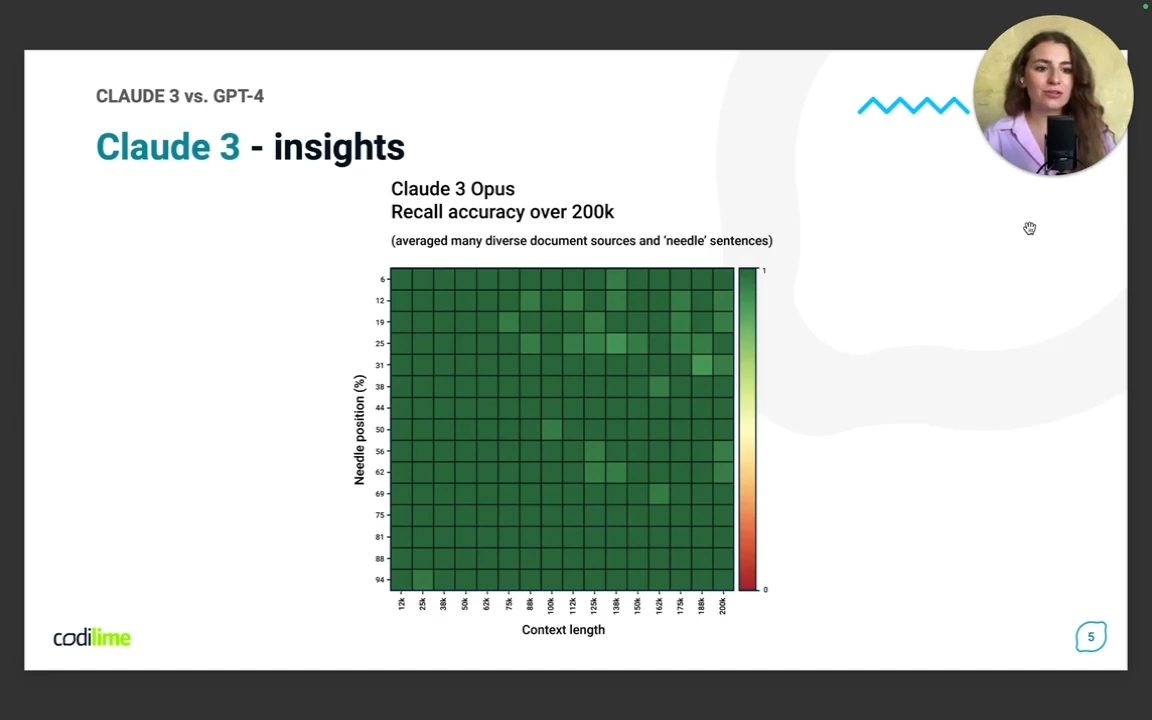 CLAUDE 3 vs. GPT-4
Claude 3 - insights
Claude 3 Opus
Recall accuracy over 200k
(averaged many diverse document sources and ‘needle’ sentences)
Needle position (%)
6
12
19
25
31
38
44
50
56
62
69
75
81
88
94
1
0
12k
25k
38k
50k
62k
75k
88k
100k
112k
125k
138k
150k
162k
175k
188k
200k
Context length
codilime
5